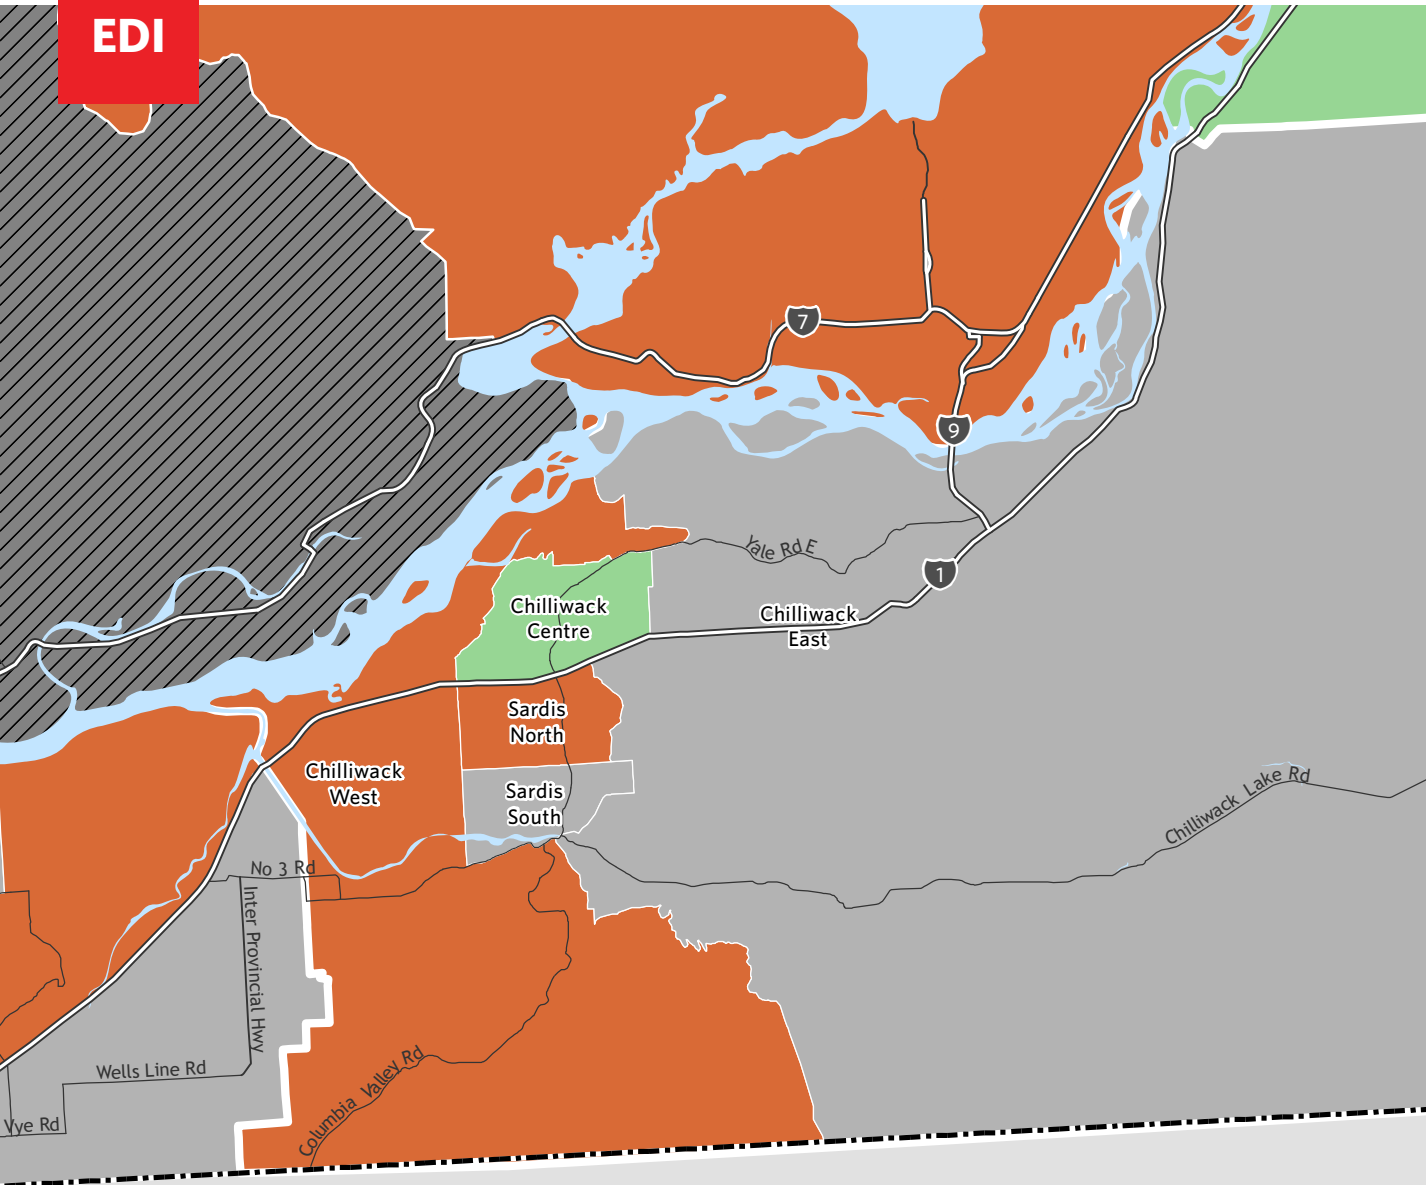 EDI
7
9
Yale Rd E
1
Chilliwack
Centre
Chilliwack
East
Sardis
North
Chilliwack
West
Sardis
South
Chilliwack Lake Rd
No 3 Rd
Inter Provincial Hwy
Columbia Valley Rd
Wells Line Rd
Vye Rd